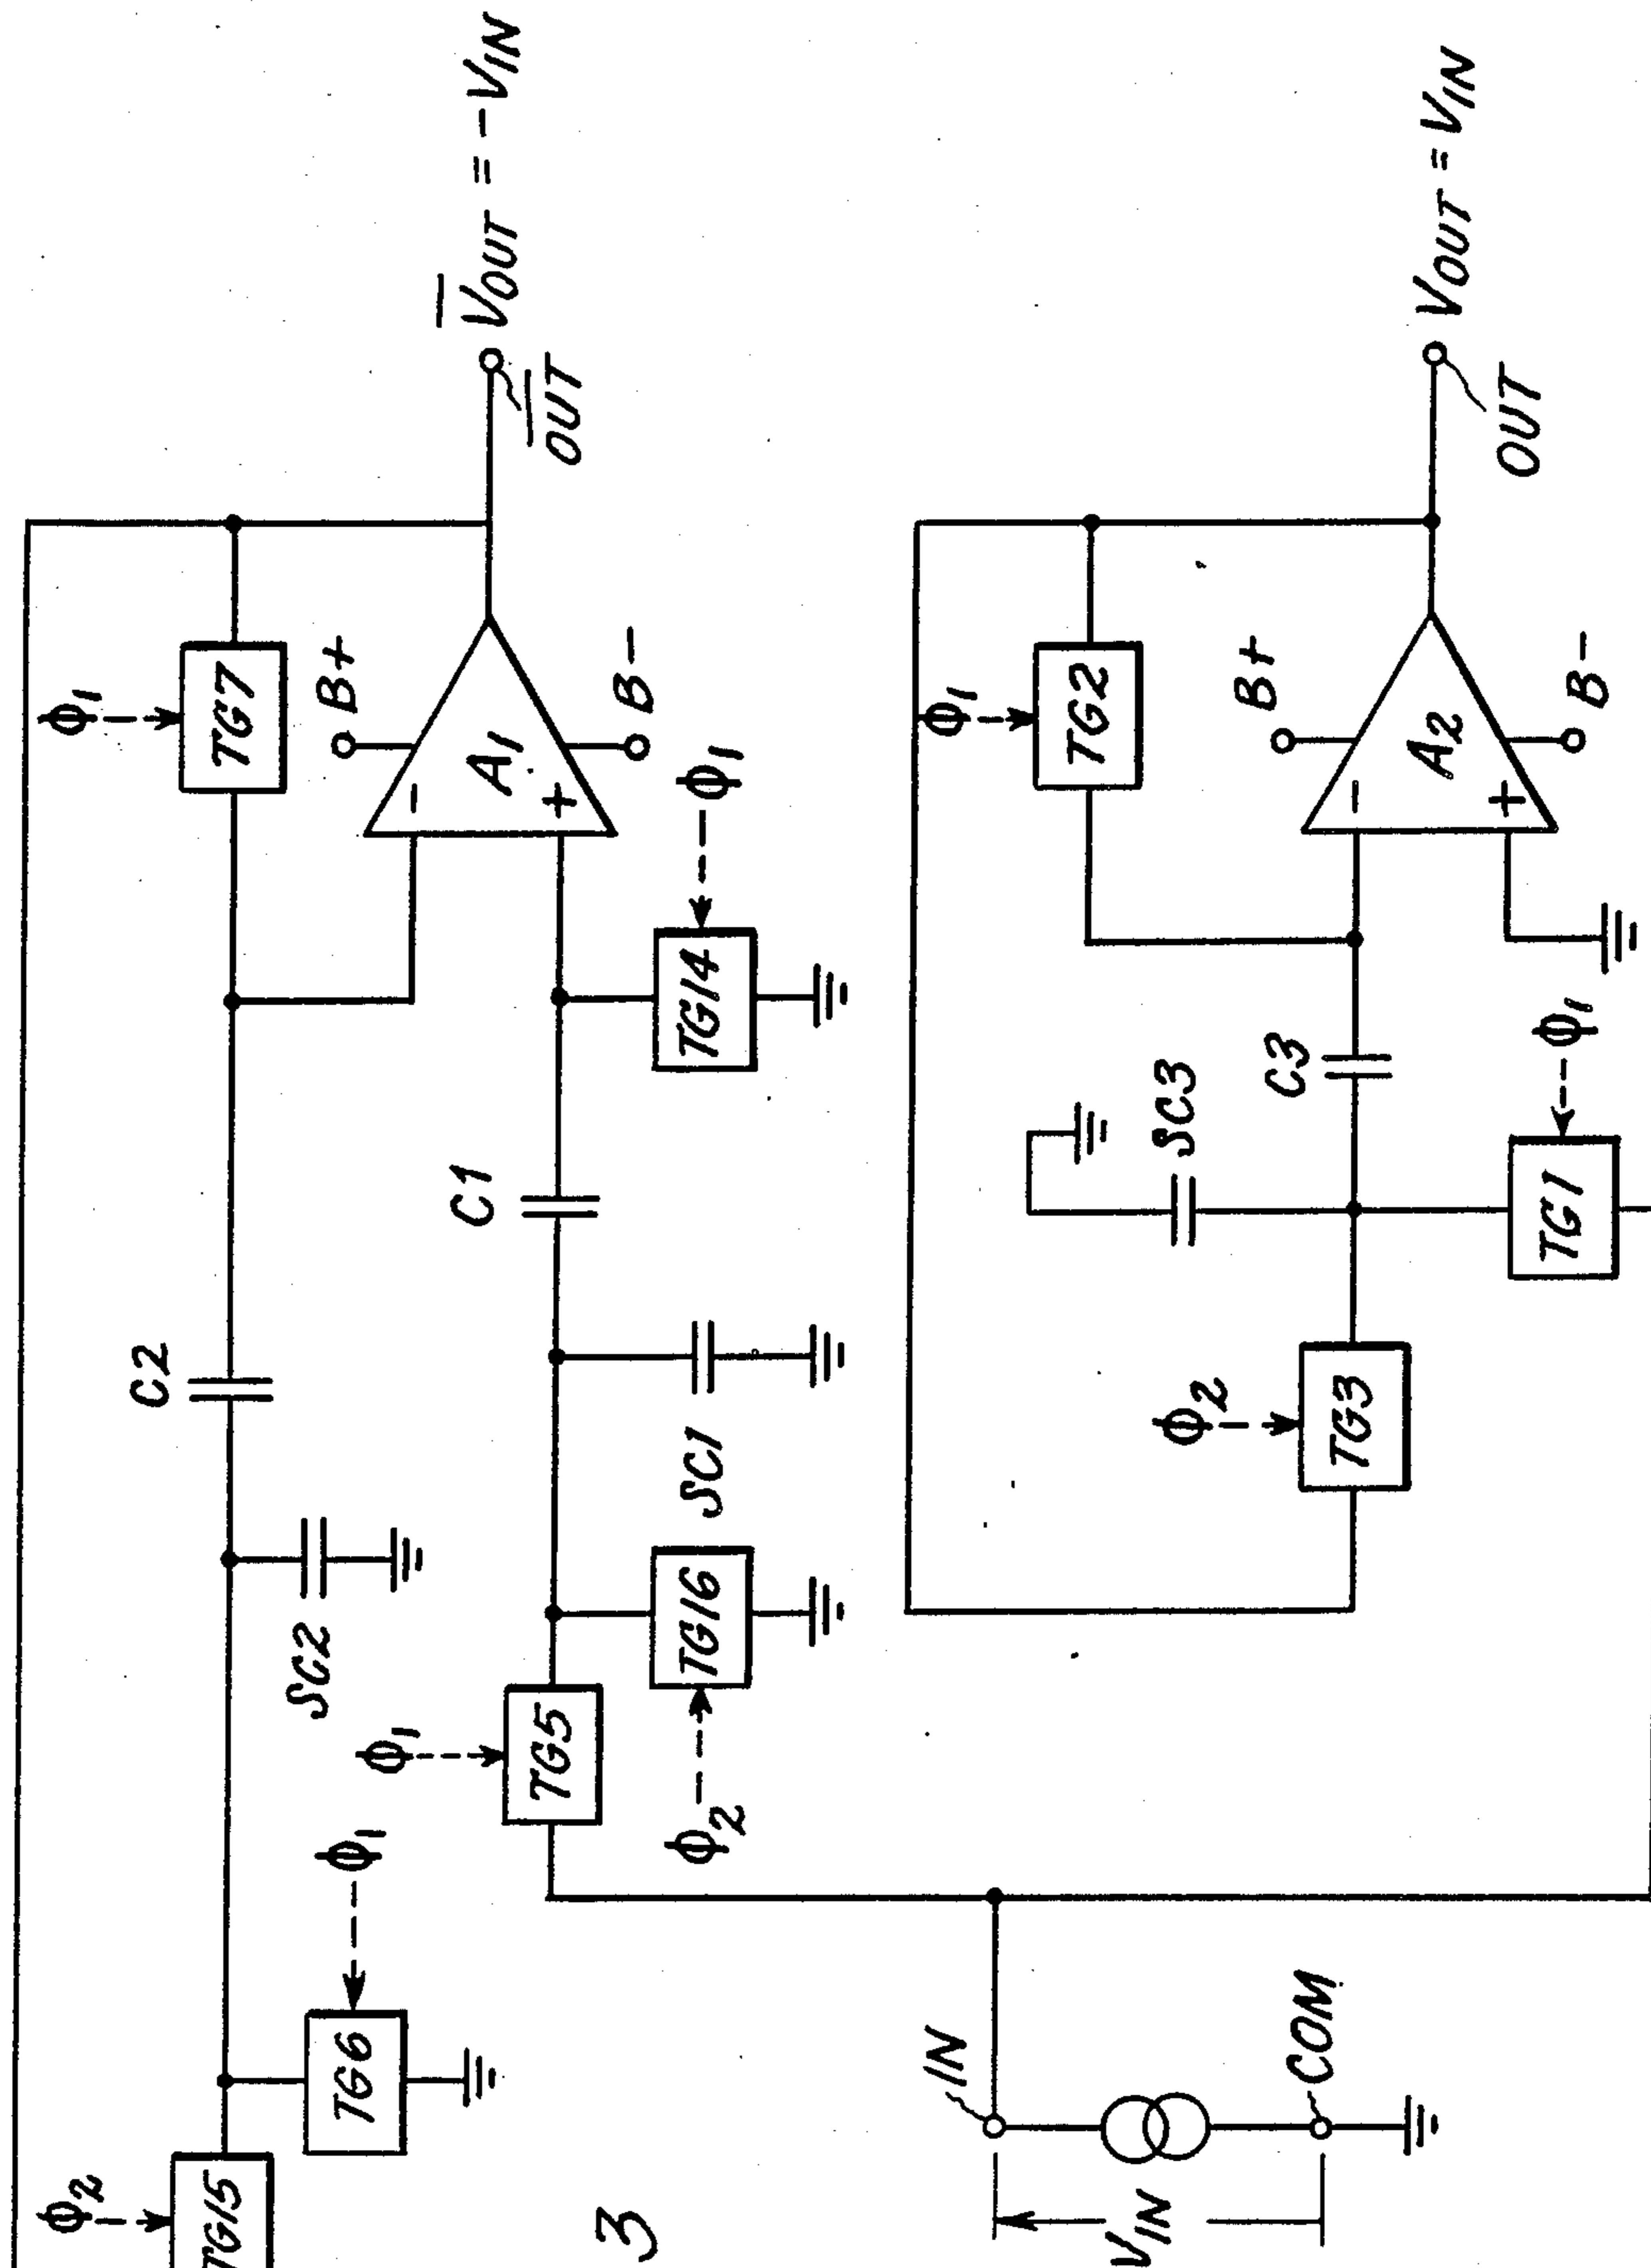 Φ2
TG15
TG6
Φ1
SC2
C2
Φ1
TG7
B+
A1
-
+
B-
V̅OUT = -VIN
O̅U̅T̅
Φ1
TG5
Φ2
TG16
SC1
C1
TG14
Φ1
3
VIN
IN
COM
Φ2
TG3
SC3
C3
TG1
Φ1
Φ1
TG2
B+
A2
-
+
B-
VOUT = VIN
OUT